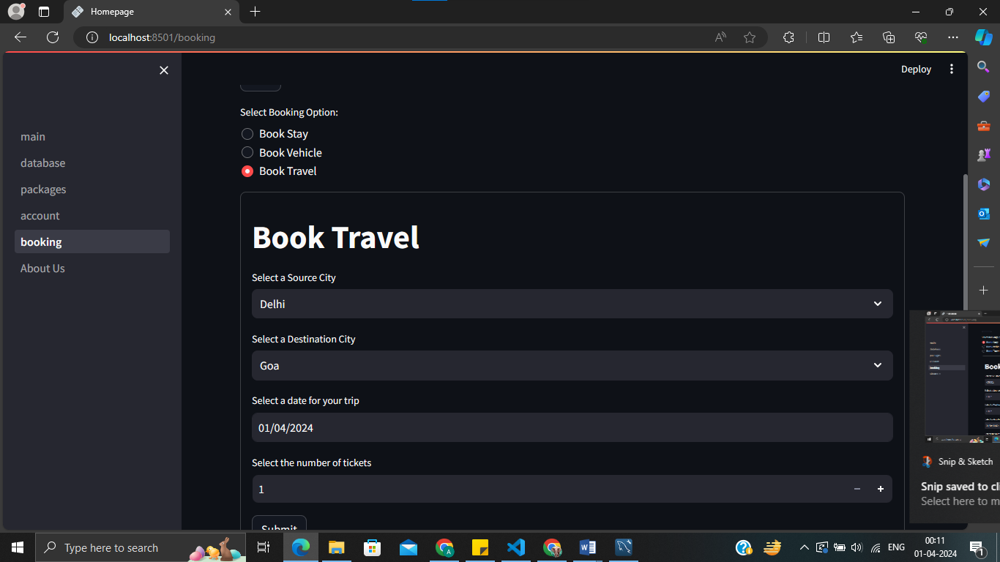 Homepage
localhost:8501/booking
Deploy
main
database
packages
account
booking
About Us
Select Booking Option:
Book Stay
Book Vehicle
Book Travel
Book Travel
Select a Source City
Delhi
Select a Destination City
Goa
Select a date for your trip
01/04/2024
Select the number of tickets
1
Submit
Snip & Sketch
Snip saved to cli
Select here to m
Type here to search
ENG
00:11
01-04-2024
1